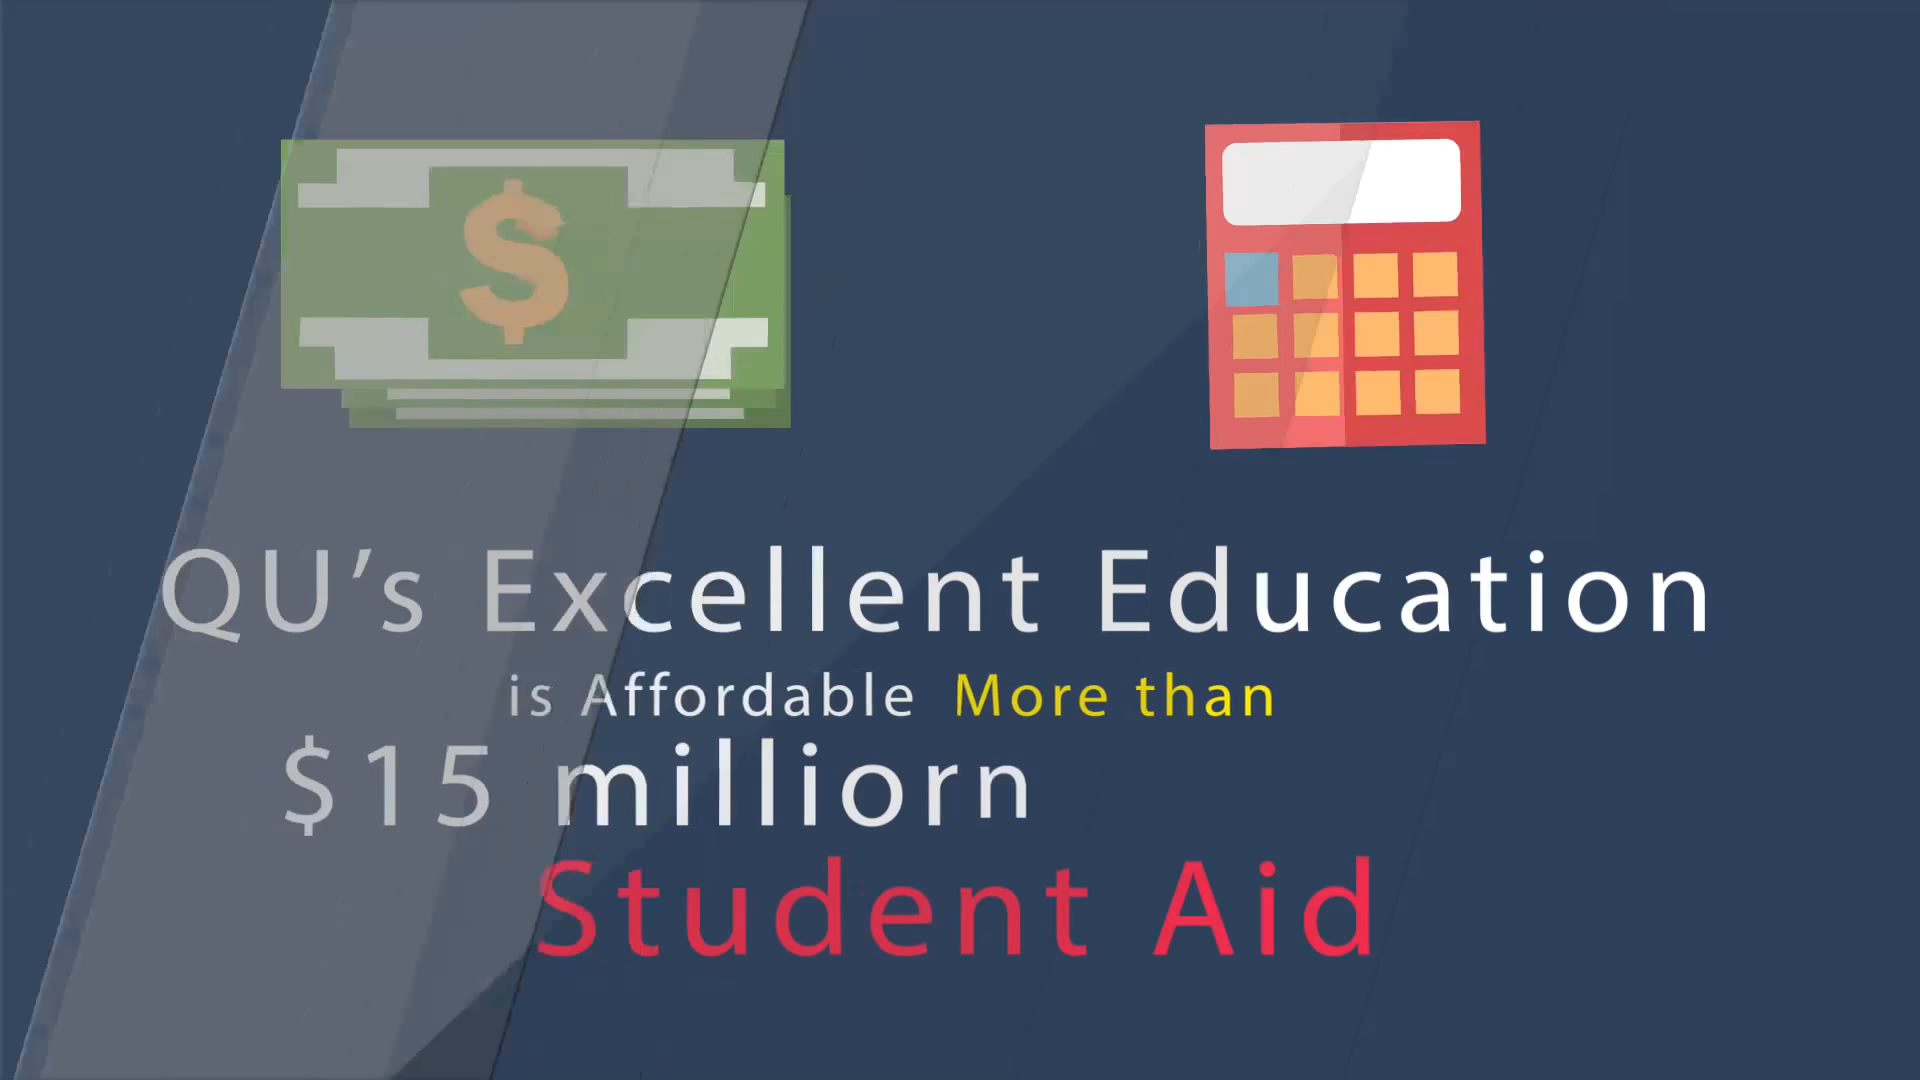 QU's Excellent Education
is Affordable More than
$15 milliorn
Student Aid